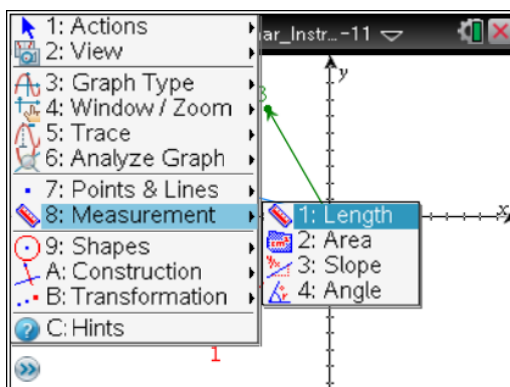 1: Actions
2: View
3: Graph Type
4: Window / Zoom
5: Trace
6: Analyze Graph
7: Points & Lines
8: Measurement
9: Shapes
A: Construction
B: Transformation
C: Hints
1: Length
2: Area
3: Slope
4: Angle
ar_Instr...-11
y
x
1